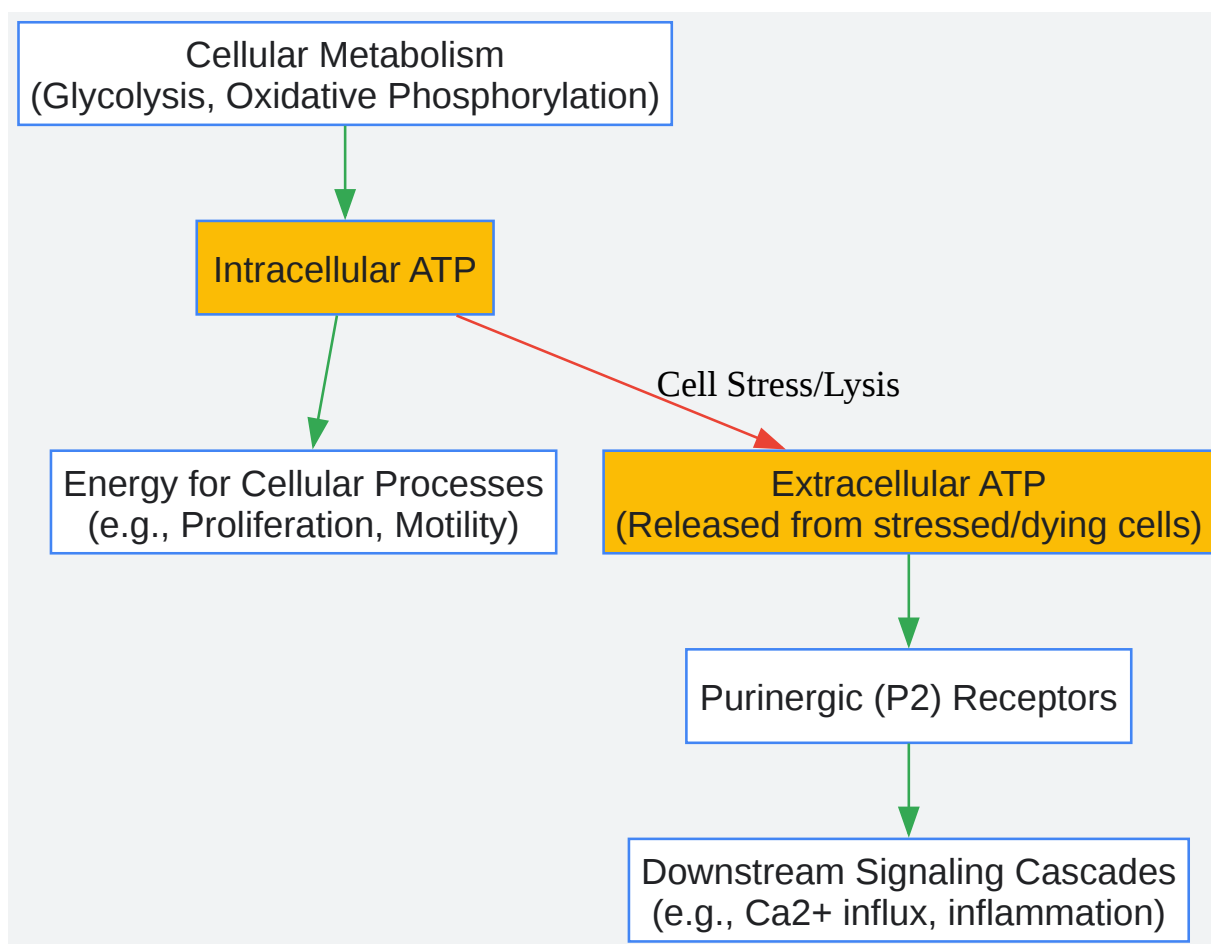 Cellular Metabolism
(Glycolysis, Oxidative Phosphorylation)
Intracellular ATP
Cell Stress/Lysis
Energy for Cellular Processes
(e.g., Proliferation, Motility)
Extracellular ATP
(Released from stressed/dying cells)
Purinergic (P2) Receptors
Downstream Signaling Cascades
(e.g., Ca2+ influx, inflammation)